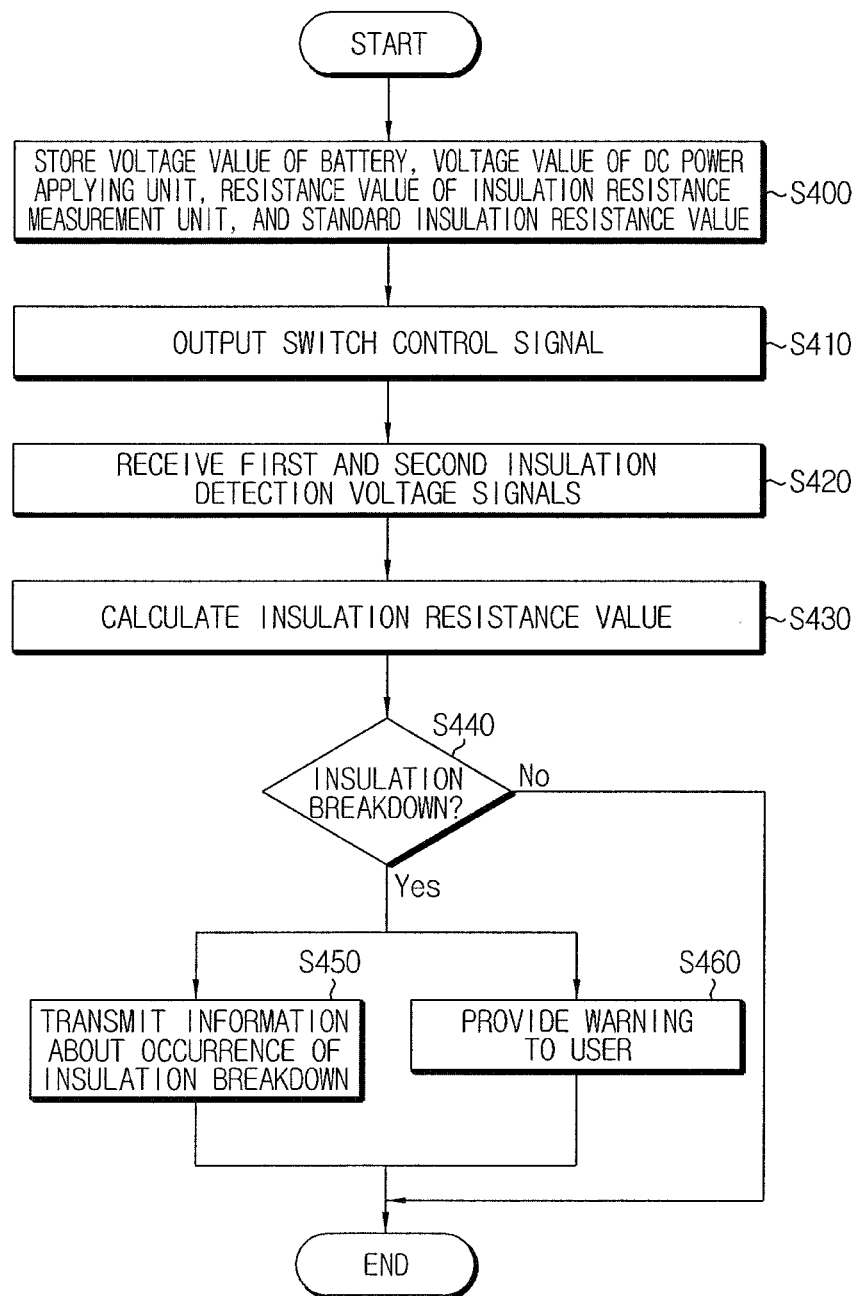 START
STORE VOLTAGE VALUE OF BATTERY, VOLTAGE VALUE OF DC POWER
APPLYING UNIT, RESISTANCE VALUE OF INSULATION RESISTANCE
MEASUREMENT UNIT, AND STANDARD INSULATION RESISTANCE VALUE
S400
OUTPUT SWITCH CONTROL SIGNAL
S410
RECEIVE FIRST AND SECOND INSULATION
DETECTION VOLTAGE SIGNALS
S420
CALCULATE INSULATION RESISTANCE VALUE
S430
S440
INSULATION
BREAKDOWN?
No
Yes
S450
TRANSMIT INFORMATION
ABOUT OCCURRENCE OF
INSULATION BREAKDOWN
S460
PROVIDE WARNING
TO USER
END